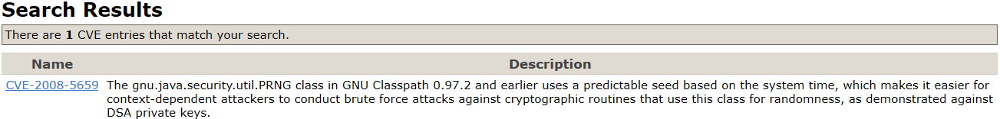 Search Results
There are 1 CVE entries that match your search.
Name Description
CVE-2008-5659 The gnu.java.security.util.PRNG class in GNU Classpath 0.97.2 and earlier uses a predictable seed based on the system time, which makes it easier for
context-dependent attackers to conduct brute force attacks against cryptographic routines that use this class for randomness, as demonstrated against
DSA private keys.